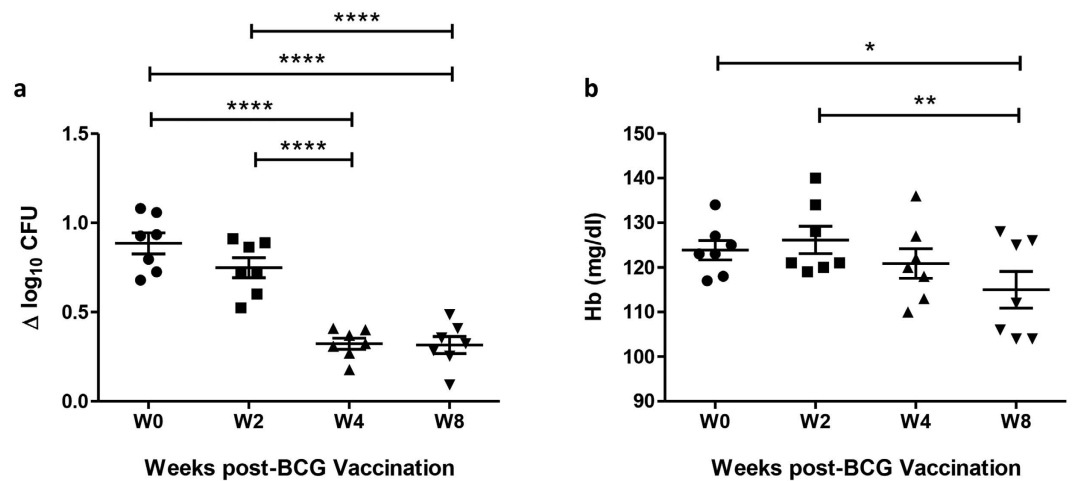 a
****
****
****
****
Δ log10 CFU
1.5
1.0
0.5
0.0
W0 W2 W4 W8
Weeks post-BCG Vaccination
b
*
**
Hb (mg/dl)
150
140
130
120
110
100
90
W0 W2 W4 W8
Weeks post-BCG Vaccination